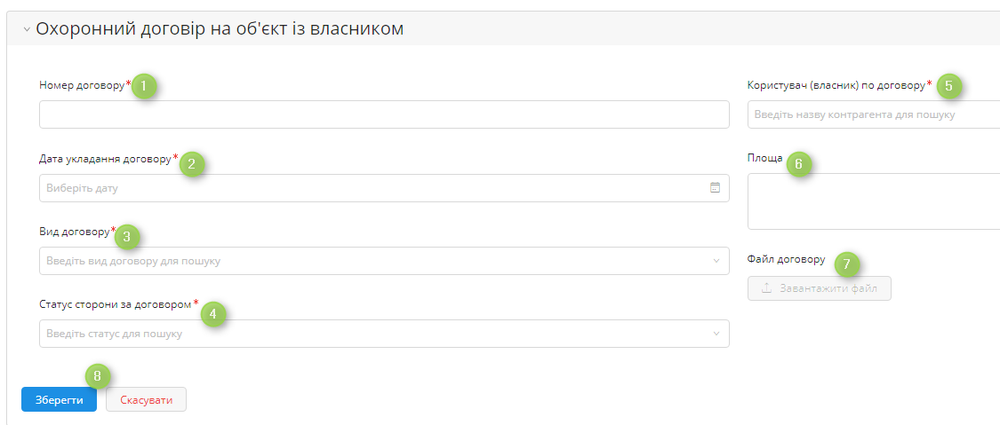 Охоронний договір на об'єкт із власником
Номер договору* 1
Користувач (власник) по договору* 5
Введіть назву контрагента для пошуку
Дата укладання договору* 2
Виберіть дату
Площа 6
Вид договору* 3
Введіть вид договору для пошуку
Файл договору 7
Завантажити файл
Статус сторони за договором* 4
Введіть статус для пошуку
8
Зберегти Скасувати